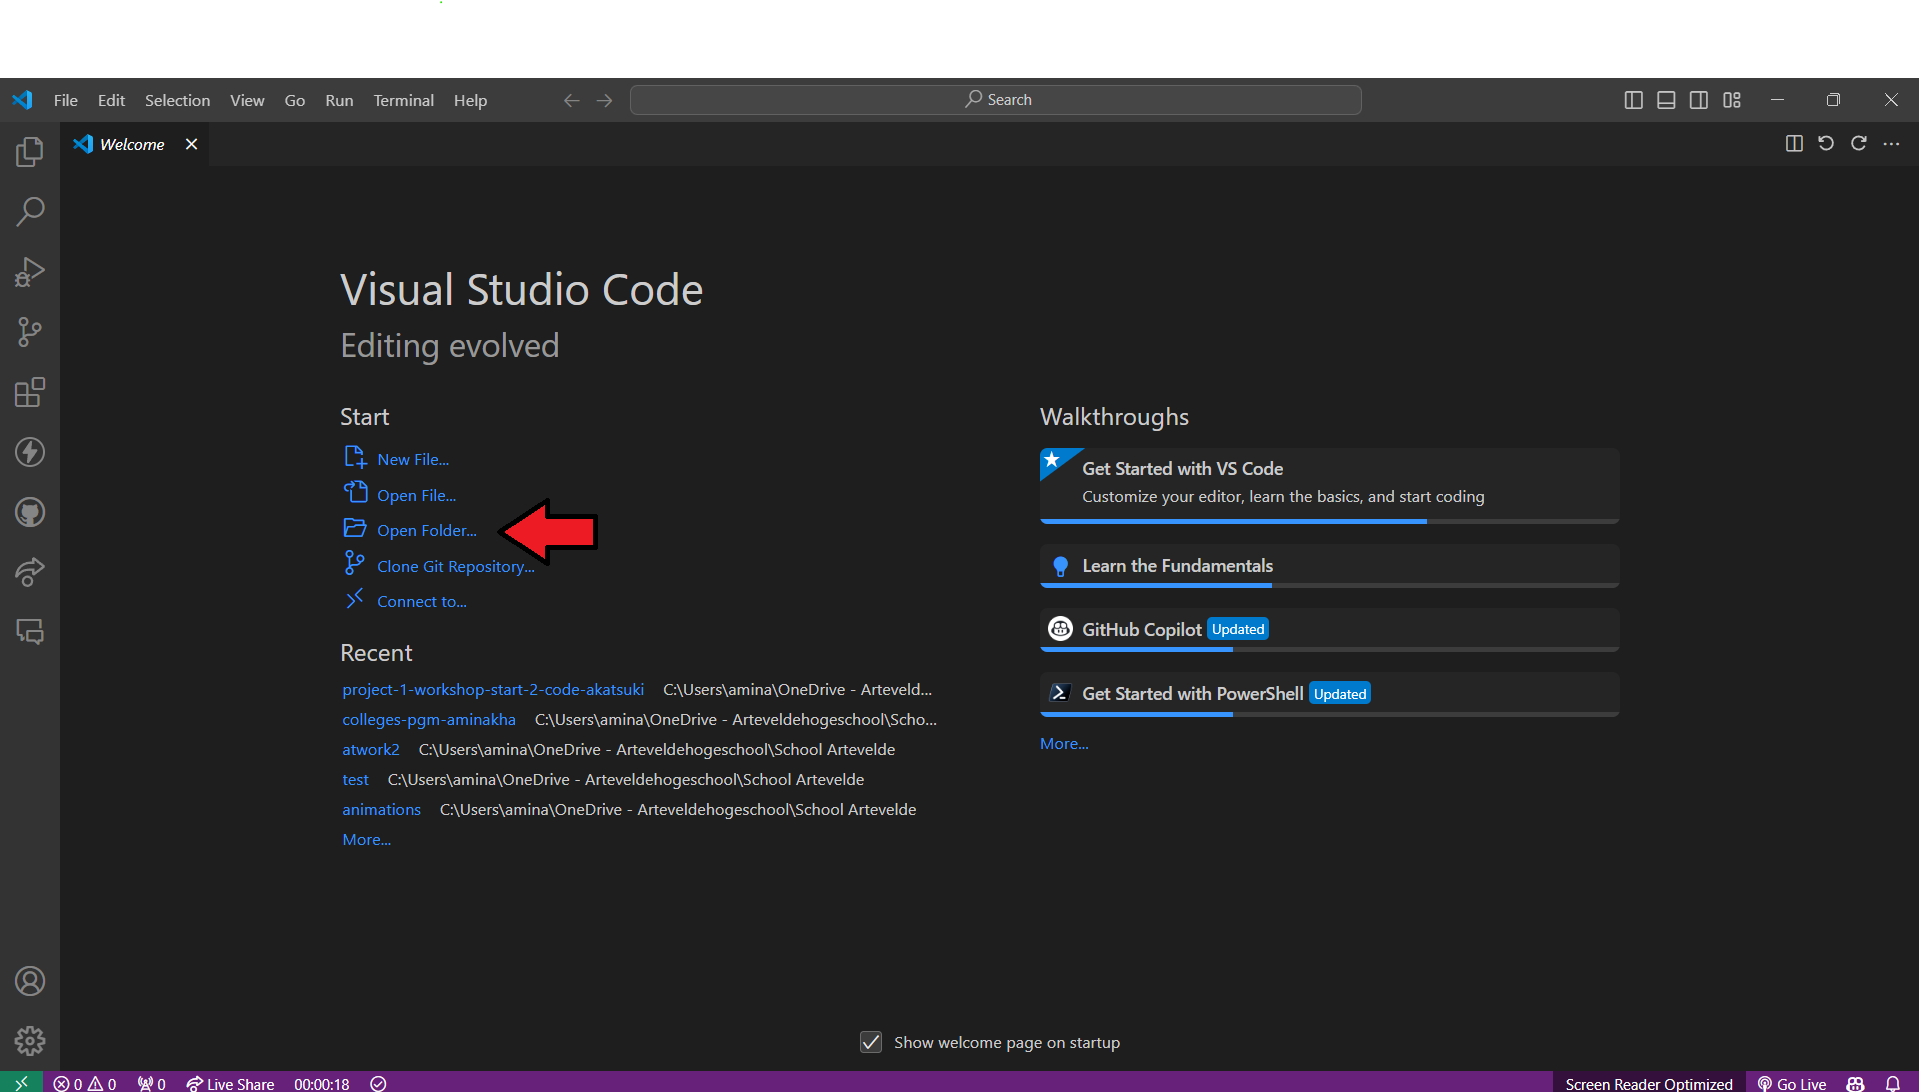 File Edit Selection View Go Run Terminal Help Search
Welcome
Visual Studio Code
Editing evolved
Start
New File...
Open File...
Open Folder...
Clone Git Repository...
Connect to...
Recent
project-1-workshop-start-2-code-akatsuki C:\Users\amina\OneDrive - Arteveld...
colleges-pgm-aminakha C:\Users\amina\OneDrive - Arteveldehogeschool\Scho...
atwork2 C:\Users\amina\OneDrive - Arteveldehogeschool\School Artevelde
test C:\Users\amina\OneDrive - Arteveldehogeschool\School Artevelde
animations C:\Users\amina\OneDrive - Arteveldehogeschool\School Artevelde
More...
Walkthroughs
Get Started with VS Code
Customize your editor, learn the basics, and start coding
Learn the Fundamentals
GitHub Copilot Updated
Get Started with PowerShell Updated
More...
Show welcome page on startup
0 0 0 Live Share 00:00:18 Screen Reader Optimized Go Live